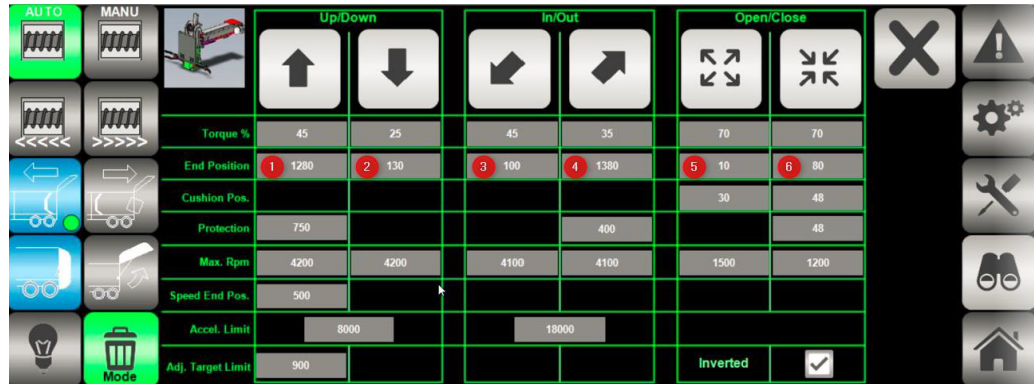 AUTO MANU
Up/Down In/Out Open/Close
<<<<< >>>>>
Torque % 45 25 45 35 70 70
End Position 1 1280 2 130 3 100 4 1380 5 10 6 80
Cushion Pos. 30 48
Protection 750 400 48
Max. Rpm 4200 4200 4100 4100 1500 1200
Speed End Pos. 500
Accel. Limit 8000 18000
Adj. Target Limit 900 Inverted
Mode